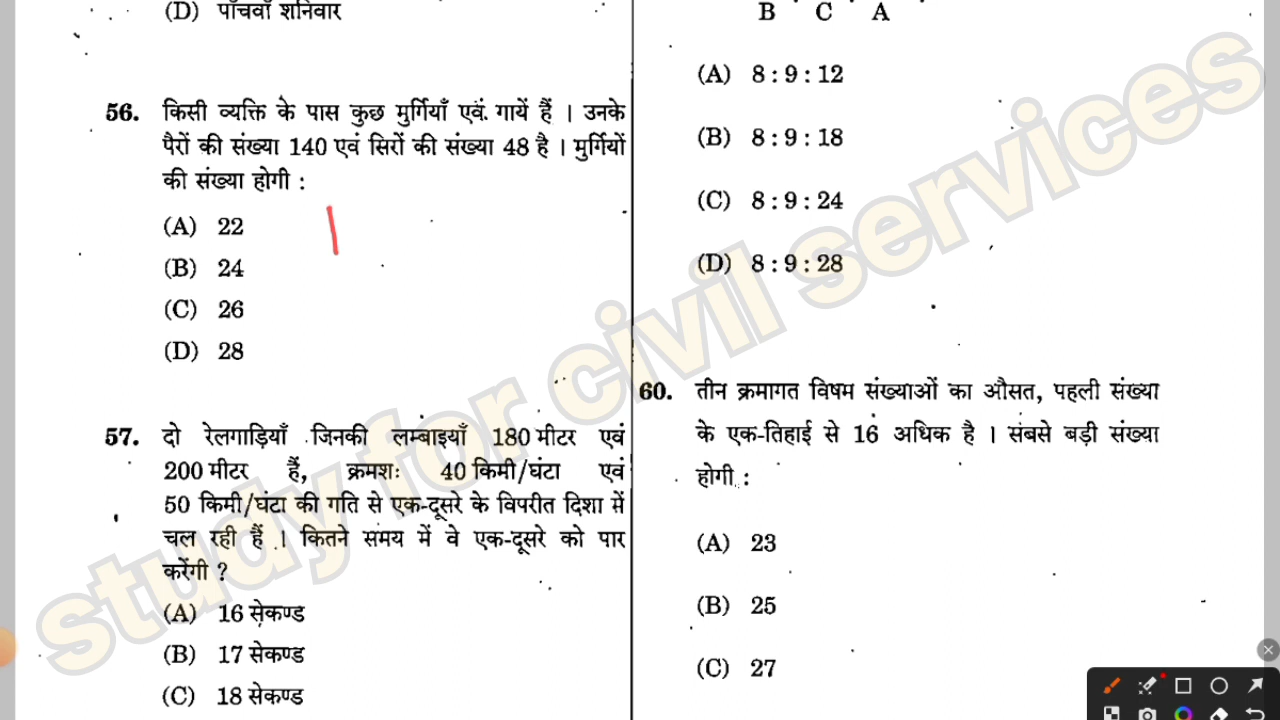 (D) पाँचवाँ शनिवार
56. किसी व्यक्ति के पास कुछ मुर्गियाँ एवं गायें हैं । उनके
पैरों की संख्या 140 एवं सिरों की संख्या 48 है । मुर्गियों
की संख्या होगी :
(A) 22
(B) 24
(C) 26
(D) 28
57. दो रेलगाड़ियाँ जिनकी लम्बाइयाँ 180 मीटर एवं
200 मीटर हैं, क्रमशः 40 किमी/घंटा एवं
50 किमी/घंटा की गति से एक-दूसरे के विपरीत दिशा में
चल रही हैं । कितने समय में वे एक-दूसरे को पार
करेंगी ?
(A) 16 सेकण्ड
(B) 17 सेकण्ड
(C) 18 सेकण्ड
B C A
(A) 8 : 9 : 12
(B) 8 : 9 : 18
(C) 8 : 9 : 24
(D) 8 : 9 : 28
60. तीन क्रमागत विषम संख्याओं का औसत, पहली संख्या
के एक-तिहाई से 16 अधिक है । सबसे बड़ी संख्या
होगी :
(A) 23
(B) 25
(C) 27
study for civil services